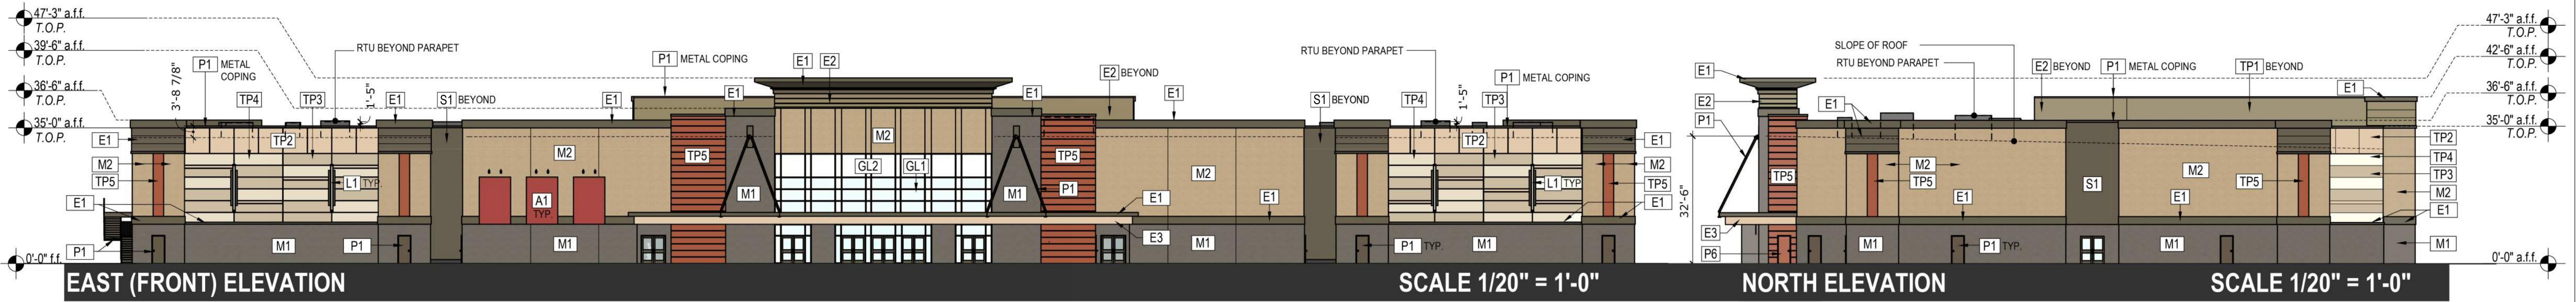 47'-3" a.f.f.
T.O.P.
39'-6" a.f.f.
T.O.P.
36'-6" a.f.f.
T.O.P.
35'-0" a.f.f.
T.O.P.
0'-0" f.f.
3'-8 7/8"
P1 METAL
COPING
RTU BEYOND PARAPET
1'-5"
TP4
TP3
E1
S1 BEYOND
E1
P1 METAL COPING
E1
E2
E1
E1
E2 BEYOND
E1
RTU BEYOND PARAPET
1'-5"
P1 METAL COPING
S1 BEYOND
TP4
TP3
E1
M2
TP5
E1
P1
TP2
L1 TYP.
M1
P1
M2
A1
TYP.
M1
TP5
M1
M2
GL2
GL1
M1
TP5
P1
M2
E1
E1
E3
M1
TP2
L1 TYP
P1 TYP.
M1
E1
M2
TP5
E1
EAST (FRONT) ELEVATION
SCALE 1/20" = 1'-0"
SLOPE OF ROOF
RTU BEYOND PARAPET
E2 BEYOND
P1 METAL COPING
TP1 BEYOND
E1
E1
E2
P1
E1
32'-6"
TP5
E3
P6
M2
TP5
E1
M1
P1 TYP.
S1
M2
TP5
E1
M1
TP2
TP4
TP3
M2
E1
M1
47'-3" a.f.f.
T.O.P.
42'-6" a.f.f.
T.O.P.
36'-6" a.f.f.
T.O.P.
35'-0" a.f.f.
T.O.P.
0'-0" a.f.f.
NORTH ELEVATION
SCALE 1/20" = 1'-0"